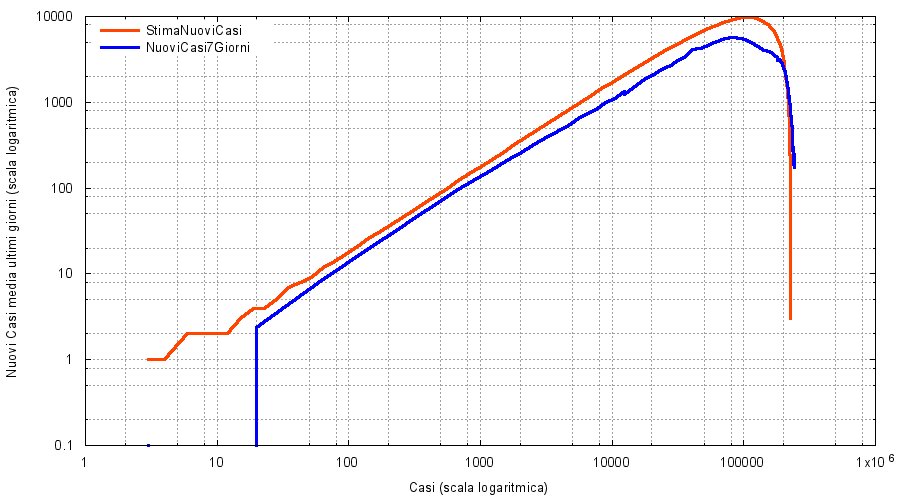 StimaNuoviCasi
NuoviCasi7Giorni
Nuovi Casi media ultimi giorni (scala logaritmica)
10000
1000
100
10
1
0.1
1
10
100
1000
10000
100000
1x10 6
Casi (scala logaritmica)